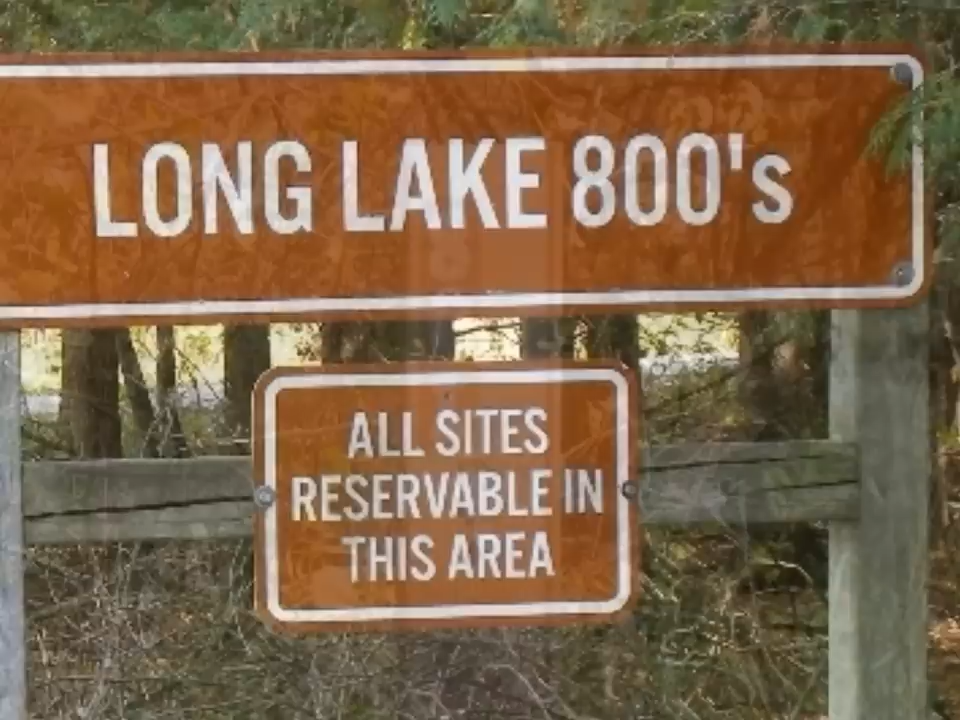 LONG LAKE 800's
ALL SITES
RESERVABLE IN
THIS AREA